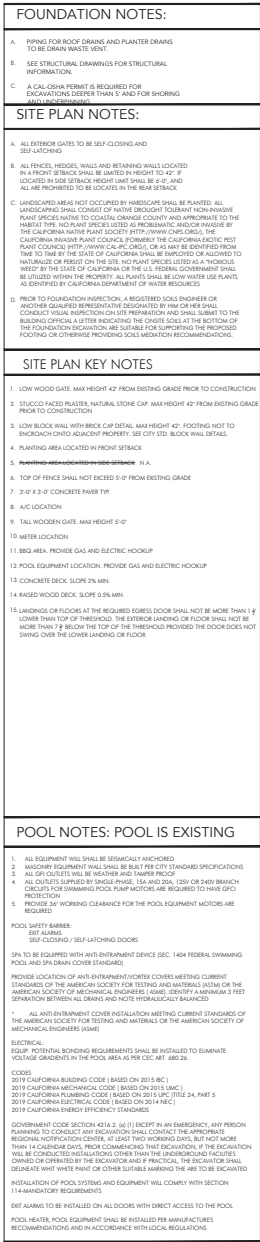 FOUNDATION NOTES:
A. PIPING FOR ROOF DRAINS AND PLANTER DRAINS
TO BE DRAIN WASTE VENT.
B. SEE STRUCTURAL DRAWINGS FOR STRUCTURAL
INFORMATION.
C. A CAL-OSHA PERMIT IS REQUIRED FOR
EXCAVATIONS DEEPER THAN 5' AND FOR SHORING
AND UNDERPINNING
SITE PLAN NOTES:
A. ALL EXTERIOR GATES TO BE SELF-CLOSING AND
SELF-LATCHING
B. ALL FENCES, HEDGES, WALLS AND RETAINING WALLS LOCATED
IN A FRONT SETBACK SHALL BE LIMITED IN HEIGHT TO 42". IF
LOCATED IN SIDE SETBACK HEIGHT LIMIT SHALL BE 6'-0", AND
ALL ARE PROHIBITED TO BE LOCATES IN THE REAR SETBACK
C. LANDSCAPED AREAS NOT OCCUPIED BY HARDSCAPE SHALL BE PLANTED. ALL
LANDSCAPING SHALL CONSIST OF NATIVE DROUGHT TOLERANT NON-INVASIVE
PLANT SPECIES NATIVE TO COASTAL ORANGE COUNTY AND APPROPRIATE TO THE
HABITAT TYPE. NO PLANT SPECIES LISTED AS PROBLEMATIC AND/OR INVASIVE BY
THE CALIFORNIA NATIVE PLANT SOCIETY (HTTP://WWW.CNPS.ORG/), THE
CALIFORNIA INVASIVE PLANT COUNCIL (FORMERLY THE CALIFORNIA EXOTIC PEST
PLANT COUNCIL) (HTTP://WWW.CAL-IPC.ORG/), OR AS MAY BE IDENTIFIED FROM
TIME TO TIME BY THE STATE OF CALIFORNIA SHALL BE EMPLOYED OR ALLOWED TO
NATURALIZE OR PERSIST ON THE SITE. NO PLANT SPECIES LISTED AS A "NOXIOUS
WEED" BY THE STATE OF CALIFORNIA OR THE U.S. FEDERAL GOVERNMENT SHALL
BE UTILIZED WITHIN THE PROPERTY. ALL PLANTS SHALL BE LOW WATER USE PLANTS
AS IDENTIFIED BY CALIFORNIA DEPARTMENT OF WATER RESOURCES
D. PRIOR TO FOUNDATION INSPECTION, A REGISTERED SOILS ENGINEER OR
ANOTHER QUALIFIED REPRESENTATIVE DESIGNATED BY HIM OR HER SHALL
CONDUCT VISUAL INSPECTION ON SITE PREPARATION AND SHALL SUBMIT TO THE
BUILDING OFFICIAL A LETTER INDICATING THE ONSITE SOILS AT THE BOTTOM OF
THE FOUNDATION EXCAVATION ARE SUITABLE FOR SUPPORTING THE PROPOSED
FOOTING OR OTHERWISE PROVIDING SOILS MEDIATION RECOMMENDATIONS.
SITE PLAN KEY NOTES
1. LOW WOOD GATE. MAX HEIGHT 42" FROM EXISTING GRADE PRIOR TO CONSTRUCTION
2. STUCCO FACED PLASTER, NATURAL STONE CAP. MAX HEIGHT 42" FROM EXISTING GRADE
PRIOR TO CONSTRUCTION
3. LOW BLOCK WALL WITH BRICK CAP DETAIL. MAX HEIGHT 42". FOOTING NOT TO
ENCROACH ONTO ADJACENT PROPERTY. SEE CITY STD. BLOCK WALL DETAILS.
4. PLANTING AREA LOCATED IN FRONT SETBACK
5. PLANTING AREA LOCATED IN SIDE SETBACK N.A.
6. TOP OF FENCE SHALL NOT EXCEED 5'-0" FROM EXISTING GRADE
7. 3'-0" X 3'-0" CONCRETE PAVER TYP.
8. A/C LOCATION
9. TALL WOODEN GATE. MAX HEIGHT 5'-0"
10. METER LOCATION
11. BBQ AREA. PROVIDE GAS AND ELECTRIC HOOKUP
12. POOL EQUIPMENT LOCATION. PROVIDE GAS AND ELECTRIC HOOKUP
13. CONCRETE DECK. SLOPE 2% MIN.
14. RAISED WOOD DECK. SLOPE 0.5% MIN.
15. LANDINGS OR FLOORS AT THE REQUIRED EGRESS DOOR SHALL NOT BE MORE THAN 1
LOWER THAN TOP OF THRESHOLD. THE EXTERIOR LANDING OR FLOOR SHALL NOT BE
MORE THAN 7 BELOW THE TOP OF THE THRESHOLD PROVIDED THE DOOR DOES NOT
SWING OVER THE LOWER LANDING OR FLOOR
POOL NOTES: POOL IS EXISTING
1. ALL EQUIPMENT WILL SHALL BE SEISMICALLY ANCHORED
2. MASONRY EQUIPMENT WALL SHALL BE BUILT PER CITY STANDARD SPECIFICATIONS
3. ALL GFI OUTLETS WILL BE WEATHER AND TAMPER PROOF
4. ALL OUTLETS SUPPLIED BY SINGLE-PHASE, 15A AND 20A, 125V OR 240V BRANCH
CIRCUITS FOR SWIMMING POOL PUMP MOTORS ARE REQUIRED TO HAVE GFCI
PROTECTION
5. PROVIDE 36" WORKING CLEARANCE FOR THE POOL EQUIPMENT MOTORS ARE
REQUIRED
POOL SAFETY BARRIER:
EXIT ALARMS
SELF-CLOSING / SELF-LATCHING DOORS
SPA TO BE EQUIPPED WITH ANTI-ENTRAPMENT DEVICE (SEC. 1404 FEDERAL SWIMMING
POOL AND SPA DRAIN COVER STANDARD)
PROVIDE LOCATION OF ANTI-ENTRAPMENT/VORTEX COVERS MEETING CURRENT
STANDARDS OF THE AMERICAN SOCIETY FOR TESTING AND MATERIALS (ASTM) OR THE
AMERICAN SOCIETY OF MECHANICAL ENGINEERS ( ASME). IDENTIFY A MINIMUM 3 FEET
SEPARATION BETWEEN ALL DRAINS AND NOTE HYDRAULICALLY BALANCED
" ALL ANTI-ENTRAPMENT COVER INSTALLATION MEETING CURRENT STANDARDS OF
THE AMERICAN SOCIETY FOR TESTING AND MATERIALS OR THE AMERICAN SOCIETY OF
MECHANICAL ENGINEERS (ASME)
ELECTRICAL:
EQUIP. POTENTIAL BONDING REQUIREMENTS SHALL BE INSTALLED TO ELIMINATE
VOLTAGE GRADIENTS IN THE POOL AREA AS PER CEC ART. 680.26.
CODES
2019 CALIFORNIA BUILDING CODE ( BASED ON 2015 IBC )
2019 CALIFORNIA MECHANICAL CODE ( BASED ON 2015 UMC )
2019 CALIFORNIA PLUMBING CODE ( BASED ON 2015 UPC )TITLE 24, PART 5
2019 CALIFORNIA ELECTRICAL CODE ( BASED ON 2014 NEC )
2019 CALIFORNIA ENERGY EFFICIENCY STANDARDS
GOVERNMENT CODE SECTION 4216.2: (a) (1) EXCEPT IN AN EMERGENCY, ANY PERSON
PLANNING TO CONDUCT ANY EXCAVATION SHALL CONTACT THE APPROPRIATE
REGIONAL NOTIFICATION CENTER, AT LEAST TWO WORKING DAYS, BUT NOT MORE
THAN 14 CALENDAR DAYS, PRIOR COMMENCING THAT EXCAVATION, IF THE EXCAVATION
WILL BE CONDUCTED INSTALLATIONS OTHER THAN THE UNDERGROUND FACILITIES
OWNED OR OPERATED BY THE EXCAVATOR AND IF PRACTICAL, THE EXCAVATOR SHALL
DELINEATE WHIT WHITE PAINT OR OTHER SUITABLE MARKING THE ARE TO BE EXCAVATED
INSTALLATION OF POOL SYSTEMS AND EQUIPMENT WILL COMPLY WITH SECTION
114-MANDATORY REQUIREMENTS
EXIT ALARMS TO BE INSTALLED ON ALL DOORS WITH DIRECT ACCESS TO THE POOL
POOL HEATER, POOL EQUIPMENT SHALL BE INSTALLED PER MANUFACTURES
RECOMMENDATIONS AND IN ACCORDANCE WITH LOCAL REGULATIONS